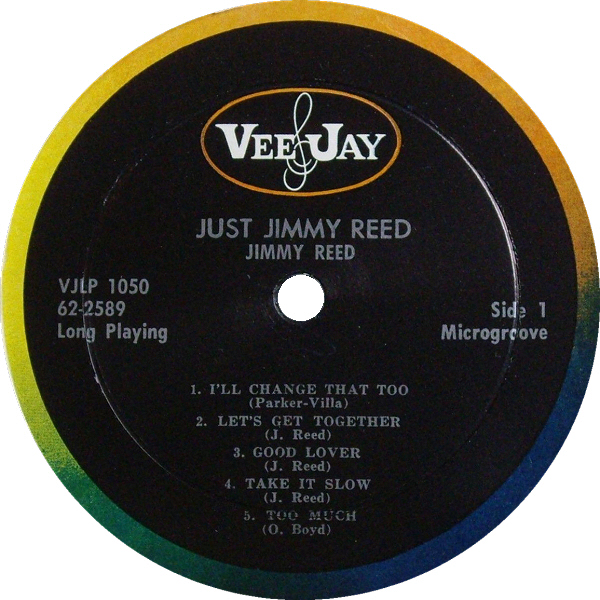 VEE JAY
JUST JIMMY REED
JIMMY REED
VJLP 1050
62-2589
Long Playing
Side 1
Microgroove
1. I'LL CHANGE THAT TOO
(Parker-Villa)
2. LET'S GET TOGETHER
(J. Reed)
3. GOOD LOVER
(J. Reed)
4. TAKE IT SLOW
(J. Reed)
5. TOO MUCH
(O. Boyd)